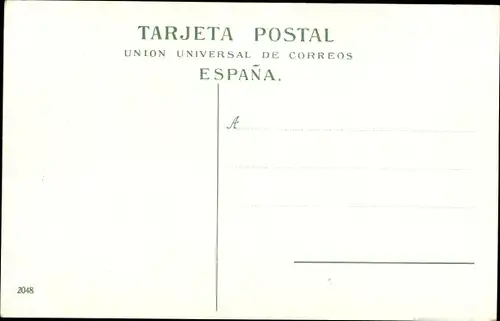 TARJETA POSTAL
UNION UNIVERSAL DE CORREOS
ESPAÑA.
A
2048